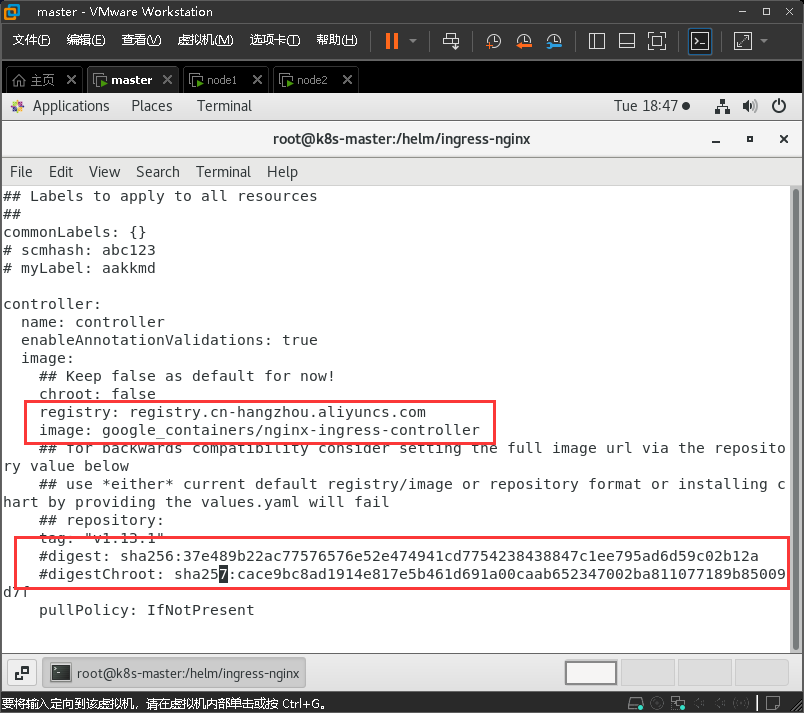 master - VMware Workstation
文件(F) 编辑(E) 查看(V) 虚拟机(M) 选项卡(T) 帮助(H)
主页 master node1 node2
Applications Places Terminal Tue 18:47
root@k8s-master:/helm/ingress-nginx
File Edit View Search Terminal Help
## Labels to apply to all resources
##
commonLabels: {}
# scmhash: abc123
# myLabel: aakkmd
controller:
name: controller
enableAnnotationValidations: true
image:
## Keep false as default for now!
chroot: false
registry: registry.cn-hangzhou.aliyuncs.com
image: google_containers/nginx-ingress-controller
## for backwards compatibility consider setting the full image url via the reposito
ry value below
## use *either* current default registry/image or repository format or installing c
hart by providing the values.yaml will fail
## repository:
tag: "v1.13.1"
#digest: sha256:37e489b22ac77576576e52e474941cd7754238438847c1ee795ad6d59c02b12a
#digestChroot: sha257:cace9bc8ad1914e817e5b461d691a00caab652347002ba811077189b85009
d7f
pullPolicy: IfNotPresent
root@k8s-master:/helm/ingress-nginx
要将输入定向到该虚拟机，请在虚拟机内部单击或按 Ctrl+G。